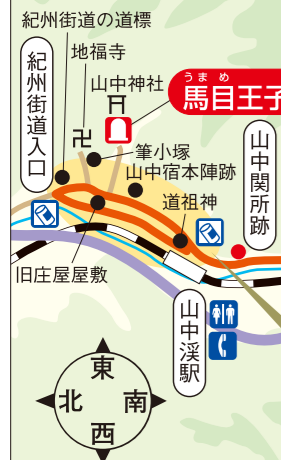 紀州街道の道標
地福寺
山中神社
うまめ
馬目王子
紀州街道入口
筆小塚
山中宿本陣跡
道祖神
山中関所跡
旧庄屋屋敷
山中渓駅
東
北 南
西